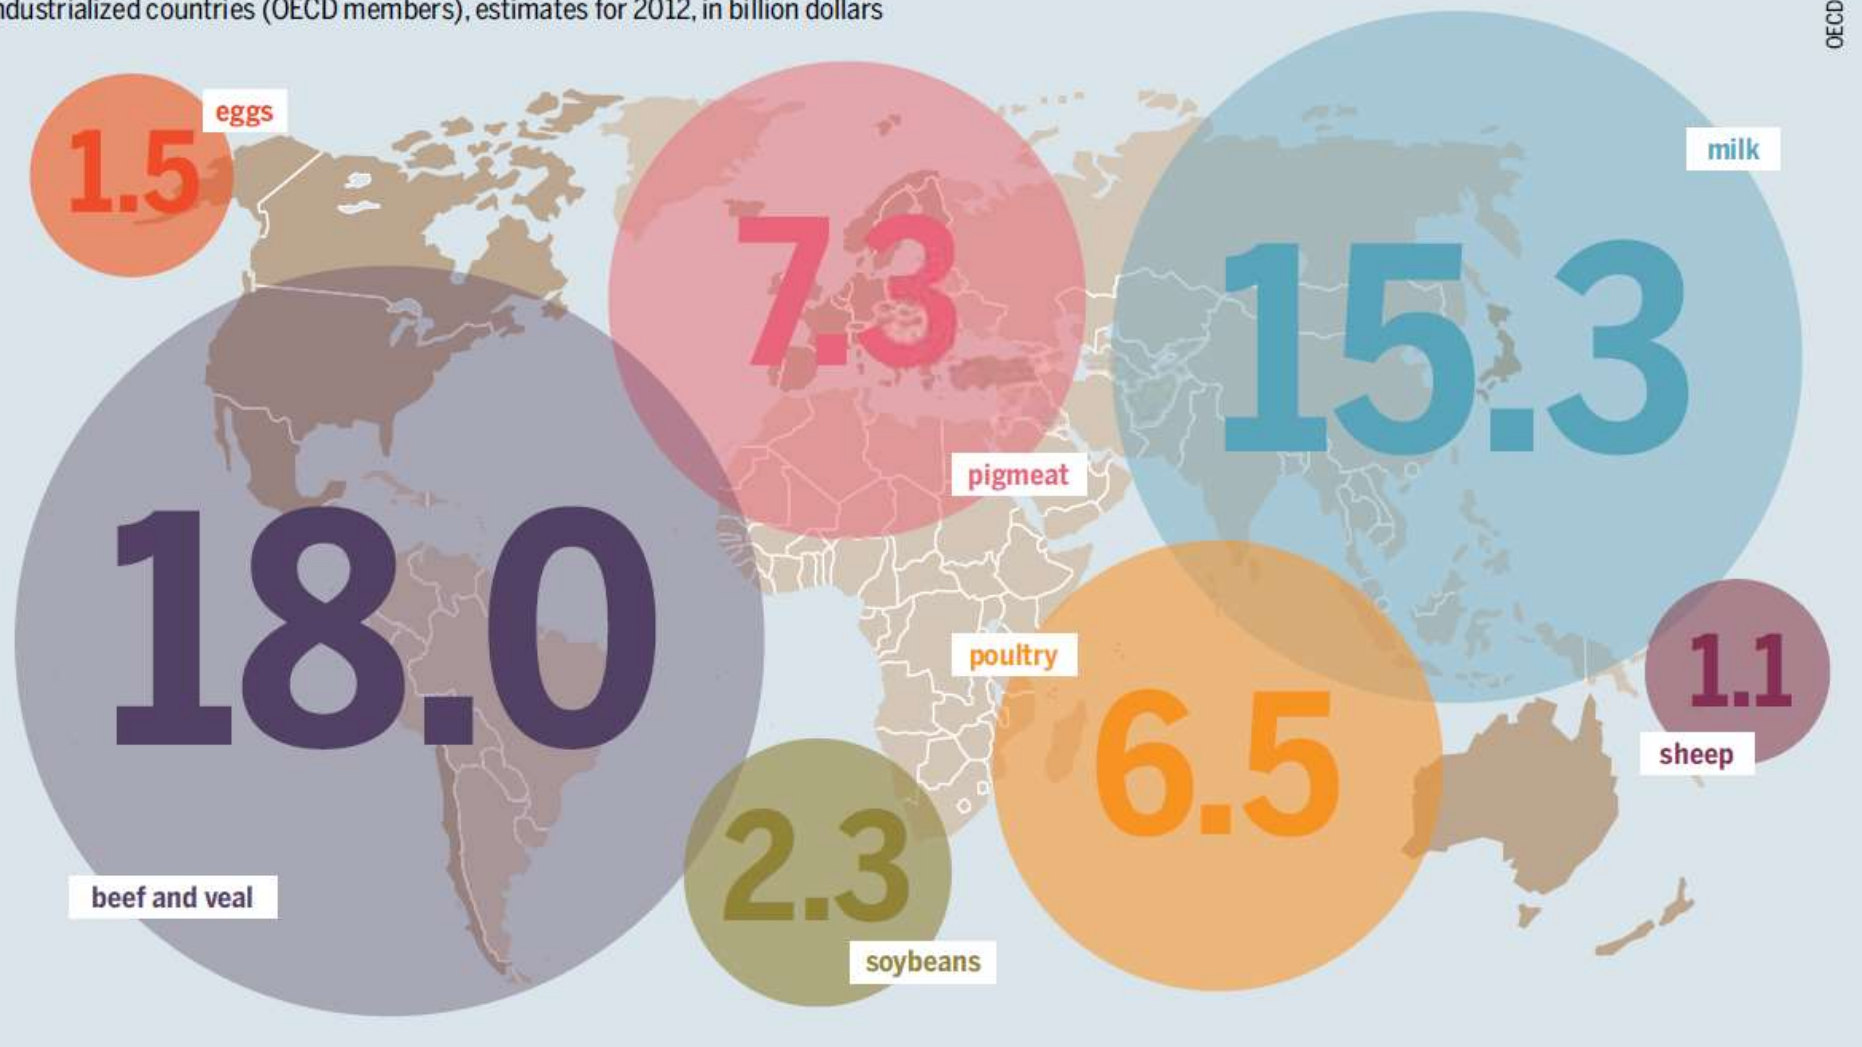 ndustrialized countries (OECD members), estimates for 2012, in billion dollars
OECD
eggs
1.5
milk
7.3
15.3
pigmeat
18.0
poultry
1.1
6.5
sheep
2.3
beef and veal
soybeans